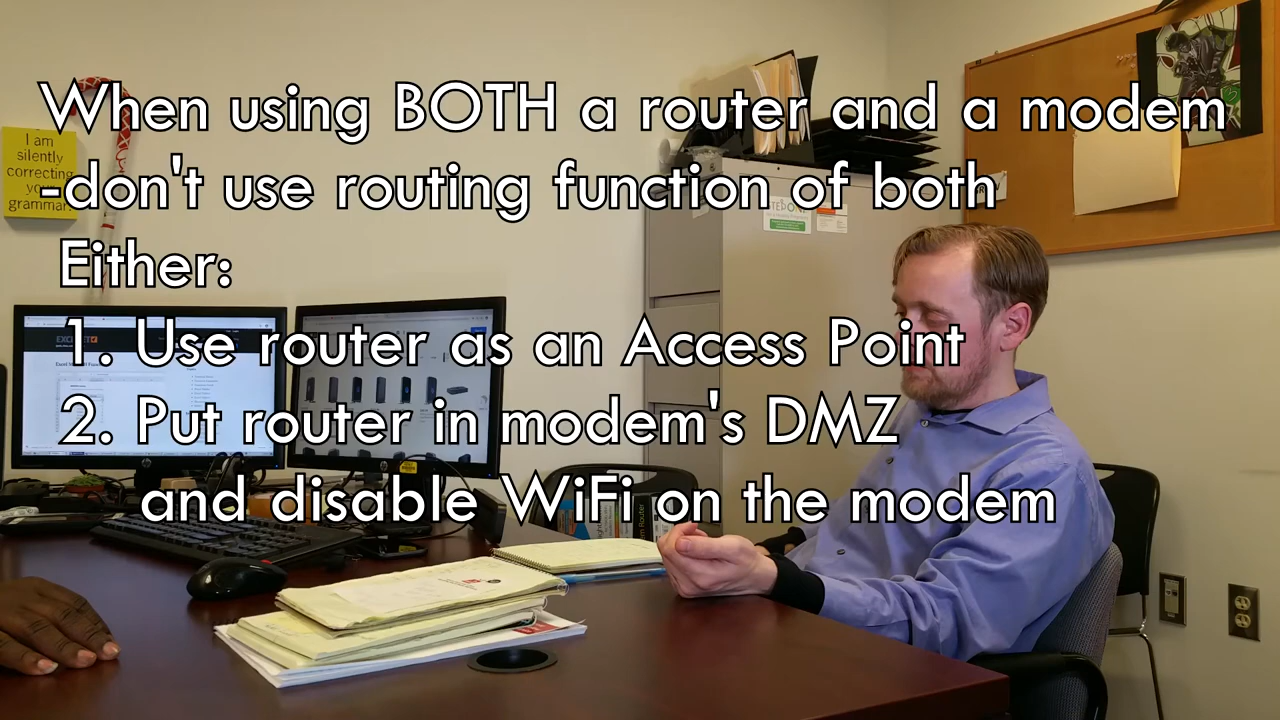 When using BOTH a router and a modem
-don't use routing function of both
Either:
1. Use router as an Access Point
2. Put router in modem's DMZ
and disable WiFi on the modem
I am
silently
correcting
your
grammar.